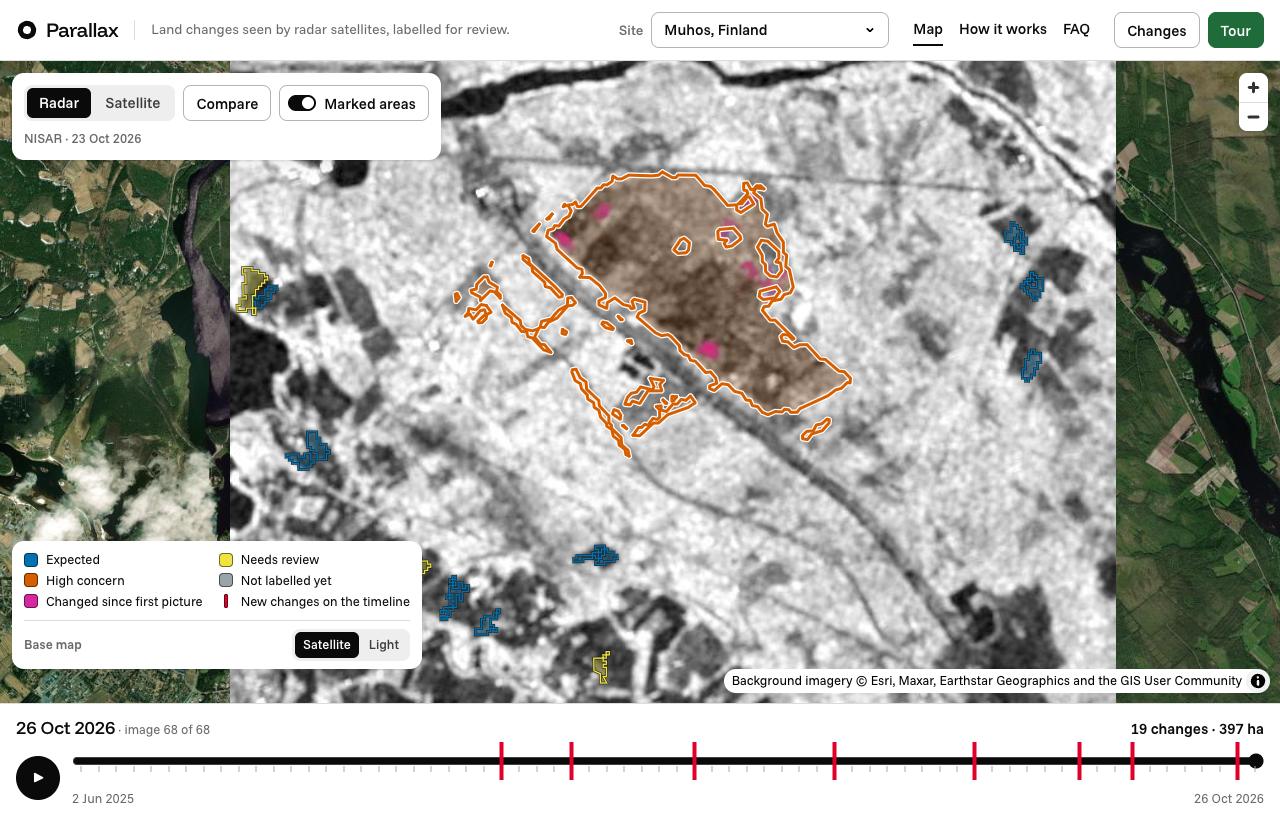 Parallax
Land changes seen by radar satellites, labelled for review.
Site
Muhos, Finland
Map
How it works
FAQ
Changes
Tour
Radar
Satellite
Compare
Marked areas
NISAR · 23 Oct 2026
+
−
Expected
Needs review
High concern
Not labelled yet
Changed since first picture
New changes on the timeline
Base map
Satellite
Light
Background imagery © Esri, Maxar, Earthstar Geographics and the GIS User Community
26 Oct 2026 · image 68 of 68
19 changes · 397 ha
2 Jun 2025
26 Oct 2026